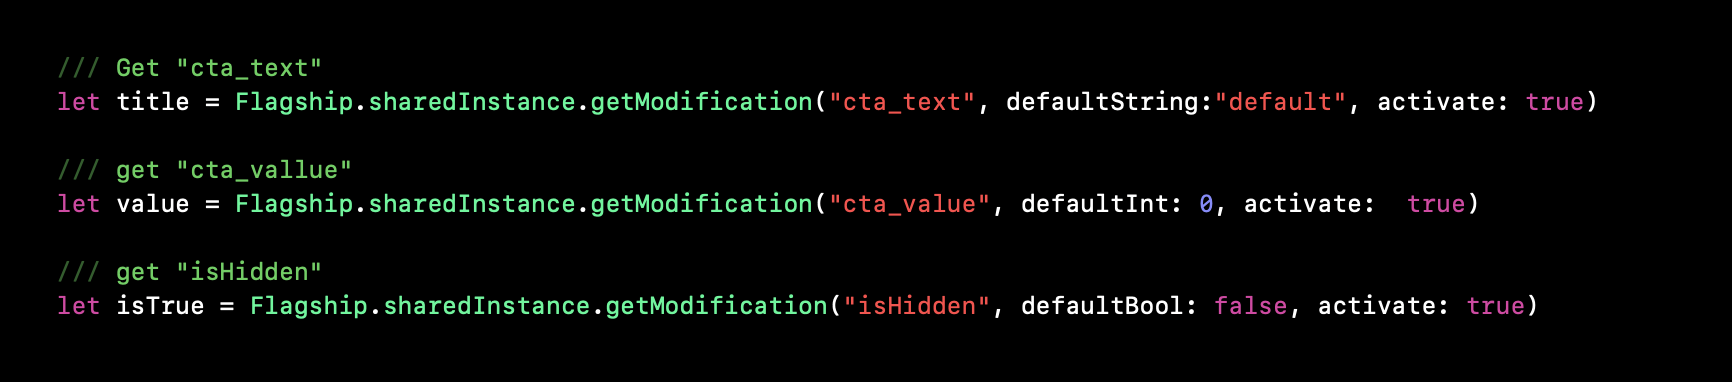 /// Get "cta_text"
let title = Flagship.sharedInstance.getModification("cta_text", defaultString:"default", activate: true)
/// get "cta_vallue"
let value = Flagship.sharedInstance.getModification("cta_value", defaultInt: 0, activate:  true)
/// get "isHidden"
let isTrue = Flagship.sharedInstance.getModification("isHidden", defaultBool: false, activate: true)